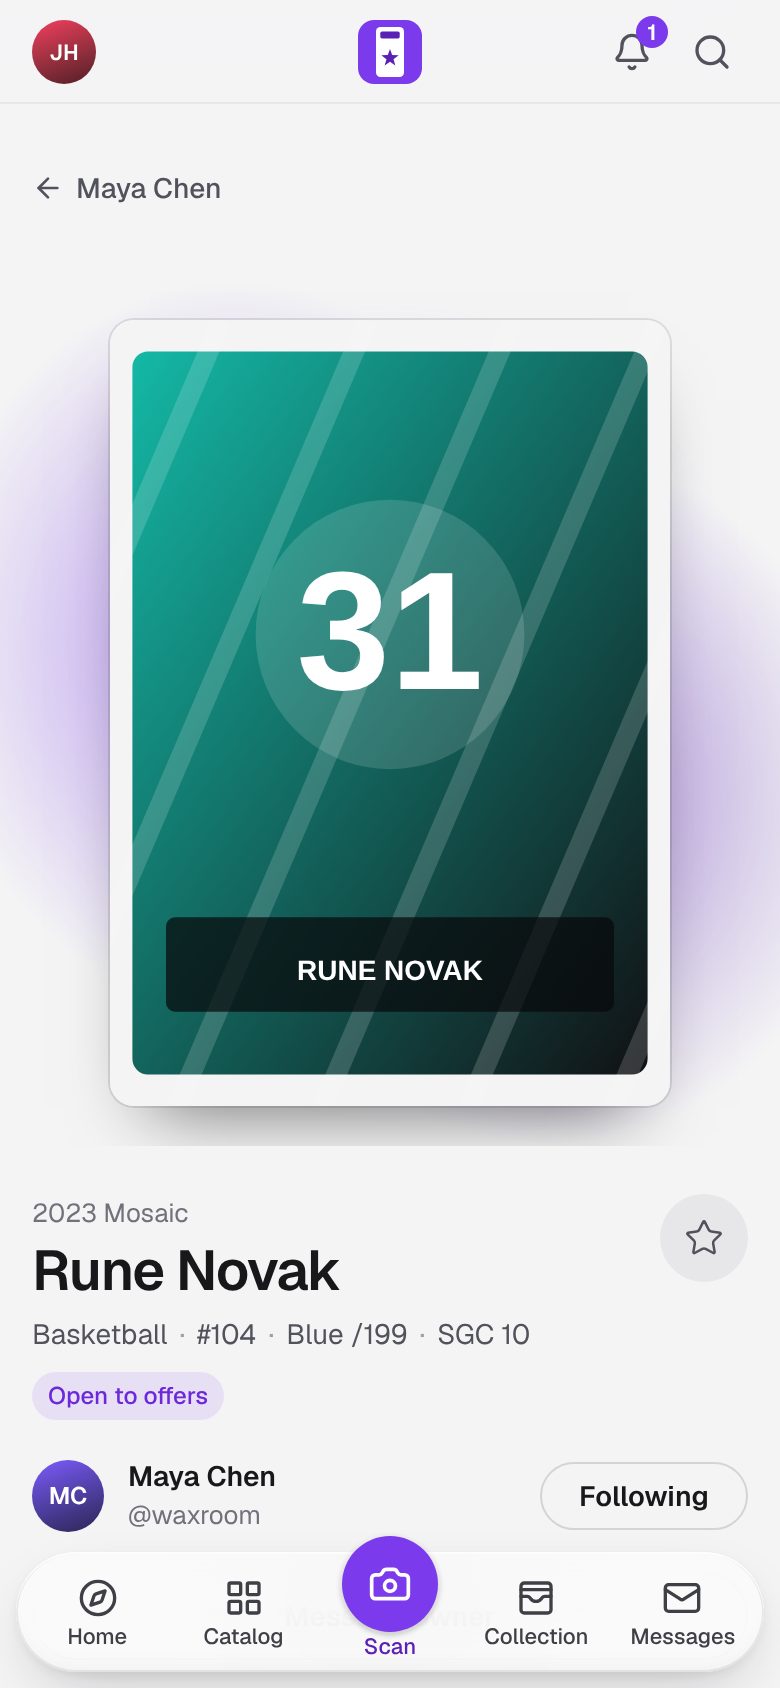 JH
1
Maya Chen
31
RUNE NOVAK
2023 Mosaic
Rune Novak
Basketball · #104 · Blue /199 · SGC 10
Open to offers
MC
Maya Chen
@waxroom
Following
Home
Catalog
Scan
Collection
Messages